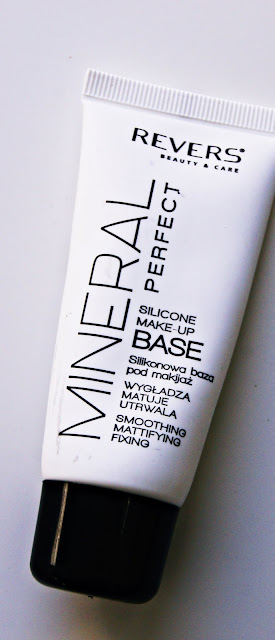 REVERS®
BEAUTY & CARE
MINERAL
PERFECT
SILICONE
MAKE-UP
BASE
Silikonowa baza
pod makijaż
WYGŁADZA
MATUJE
UTRWALA
SMOOTHING
MATTIFYING
FIXING